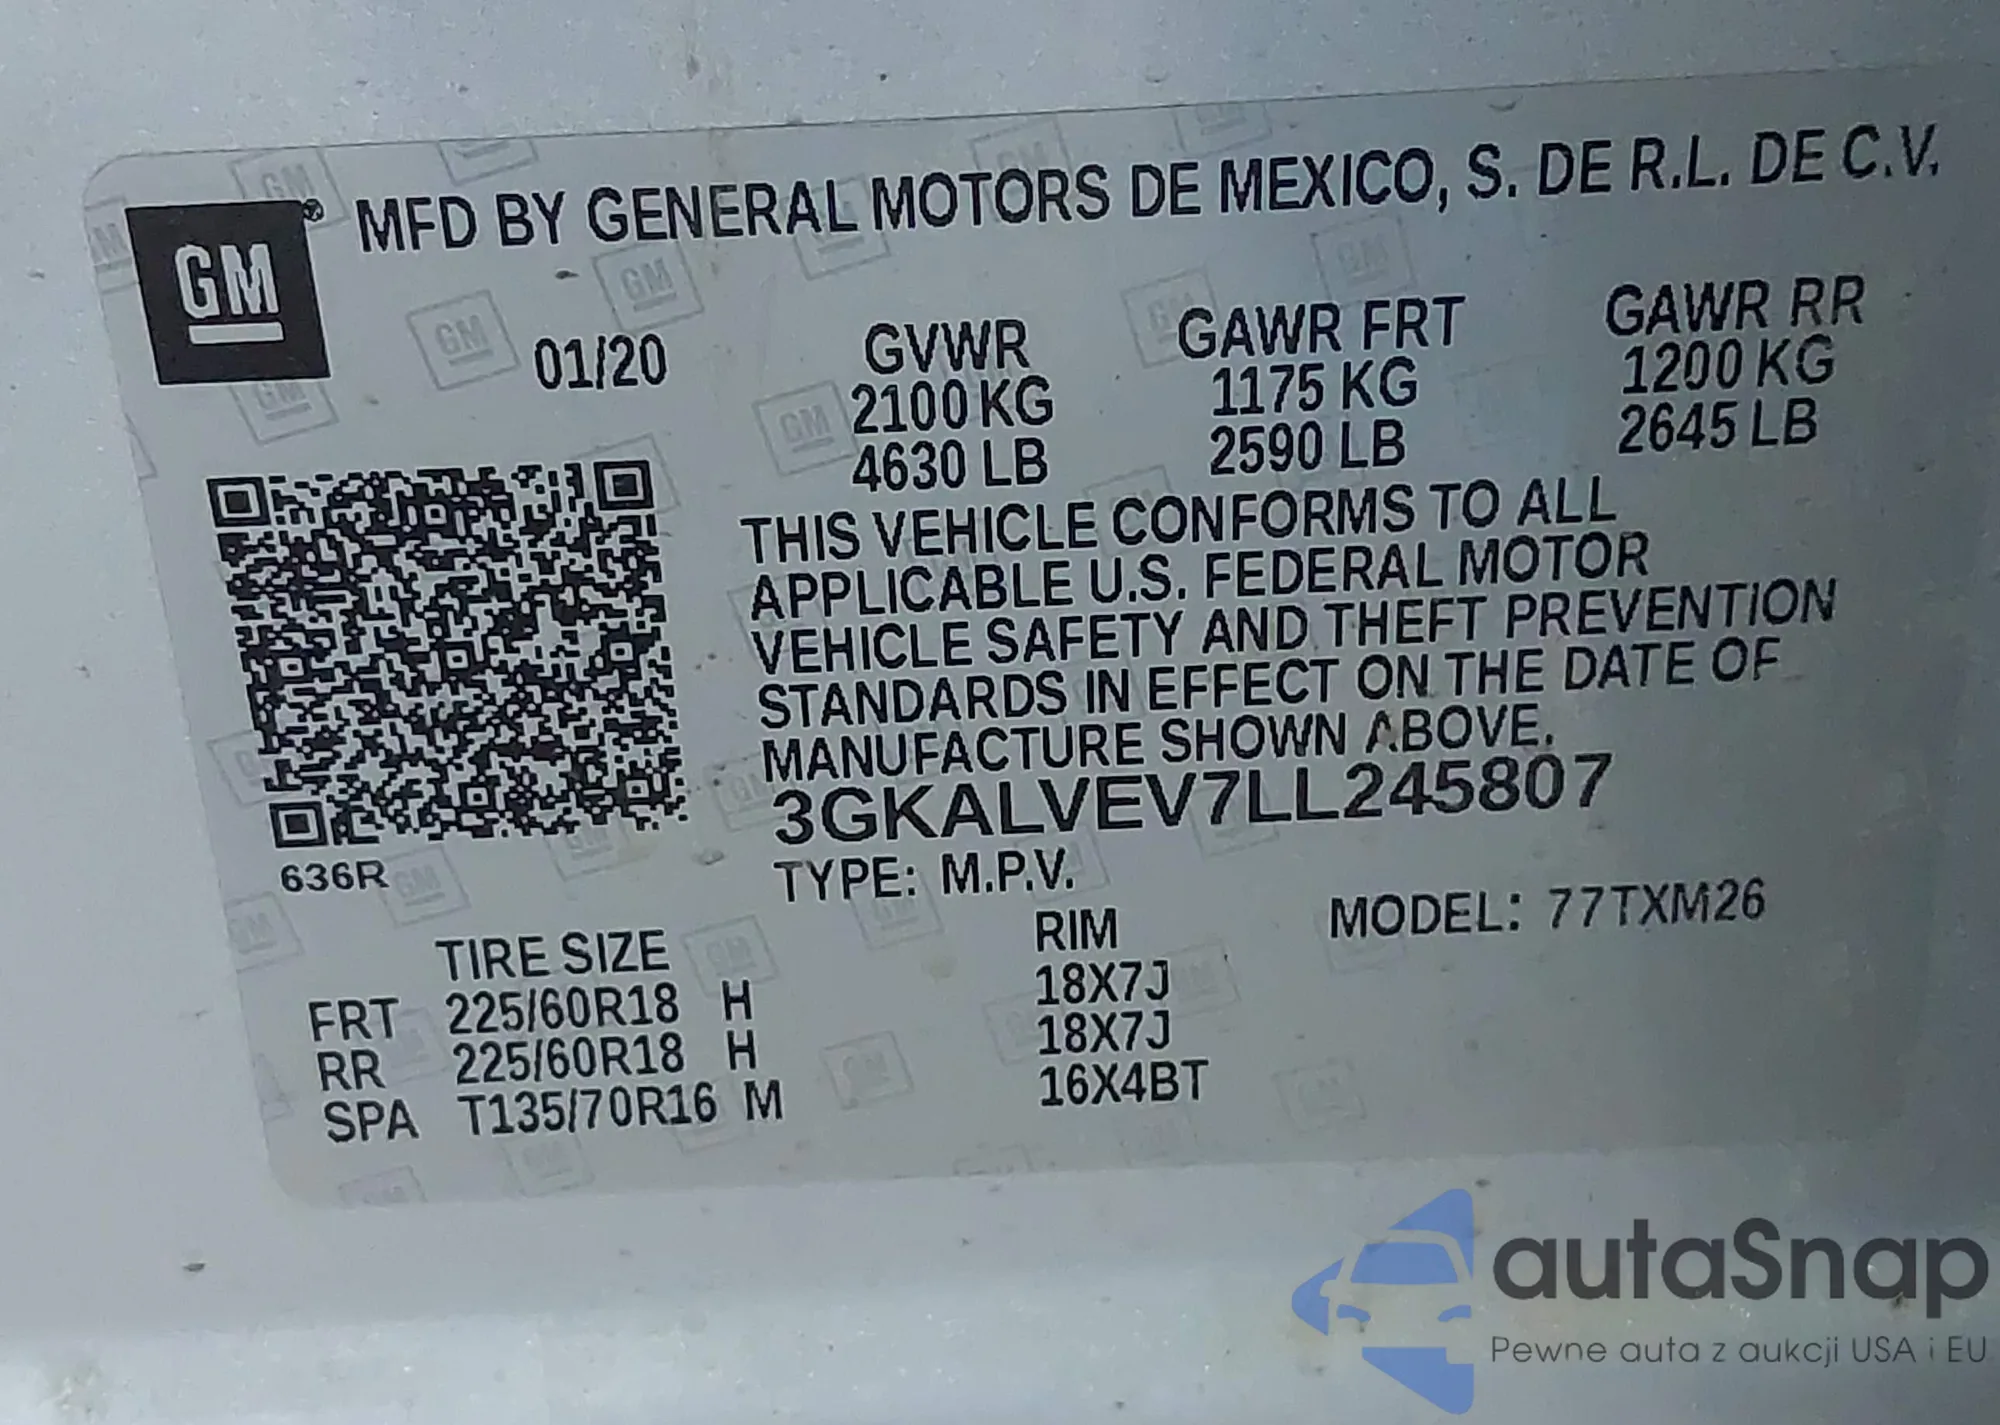 GM® MFD BY GENERAL MOTORS DE MEXICO, S. DE R.L. DE C.V.
01/20 GVWR GAWR FRT GAWR RR
2100 KG 1175 KG 1200 KG
4630 LB 2590 LB 2645 LB
THIS VEHICLE CONFORMS TO ALL
APPLICABLE U.S. FEDERAL MOTOR
VEHICLE SAFETY AND THEFT PREVENTION
STANDARDS IN EFFECT ON THE DATE OF
MANUFACTURE SHOWN ABOVE.
3GKALVEV7LL245807
636R
TYPE: M.P.V. MODEL: 77TXM26
TIRE SIZE RIM
FRT 225/60R18 H 18X7J
RR 225/60R18 H 18X7J
SPA T135/70R16 M 16X4BT
autaSnap
Pewne auta z aukcji USA i EU